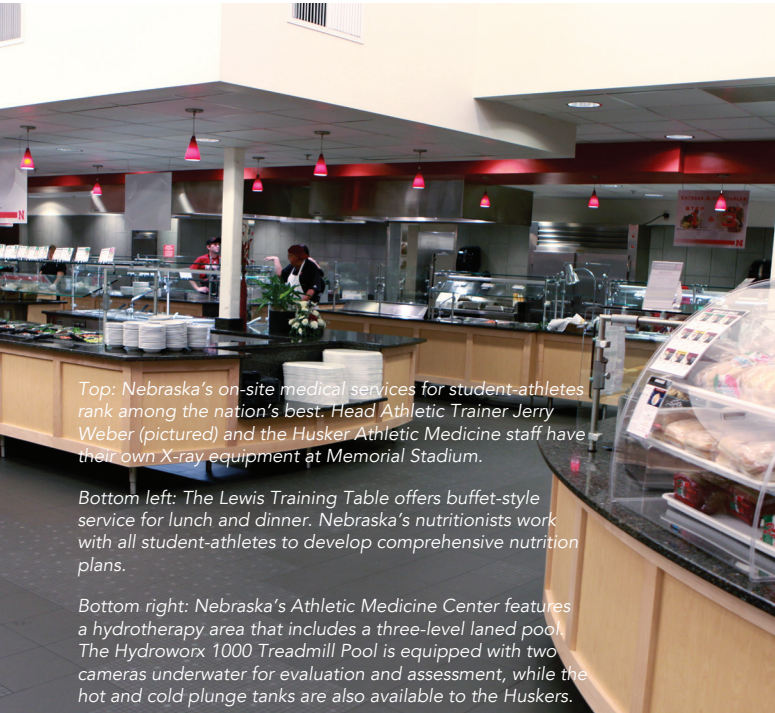 N
N
Top: Nebraska's on-site medical services for student-athletes
rank among the nation's best. Head Athletic Trainer Jerry
Weber (pictured) and the Husker Athletic Medicine staff have
their own X-ray equipment at Memorial Stadium.
Bottom left: The Lewis Training Table offers buffet-style
service for lunch and dinner. Nebraska's nutritionists work
with all student-athletes to develop comprehensive nutrition
plans.
Bottom right: Nebraska's Athletic Medicine Center features
a hydrotherapy area that includes a three-level laned pool.
The Hydroworx 1000 Treadmill Pool is equipped with two
cameras underwater for evaluation and assessment, while the
hot and cold plunge tanks are also available to the Huskers.